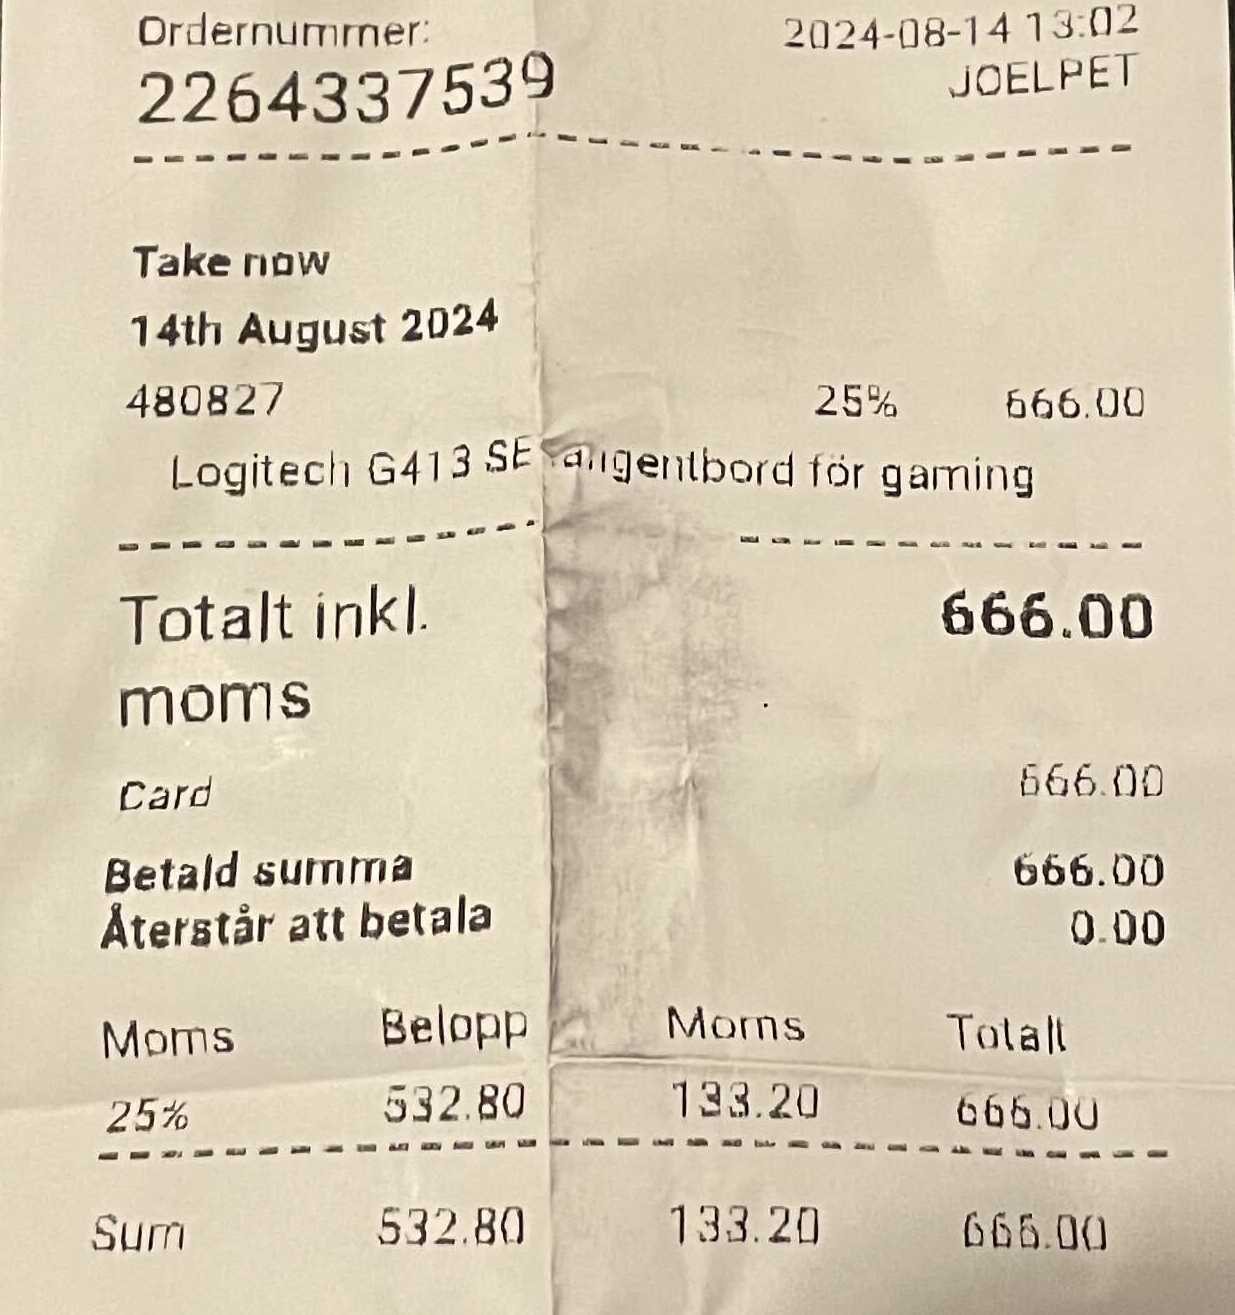 Ordernummer:
2024-08-14 13:02
2264337539
JOELPET
Take now
14th August 2024
480827 25% 666.00
Logitech G413 SE tangentbord för gaming
Totalt inkl. 666.00
moms
Card 666.00
Betald summa 666.00
Återstår att betala 0.00
Moms Belopp Moms Totalt
25% 532.80 133.20 666.00
Sum 532.80 133.20 666.00